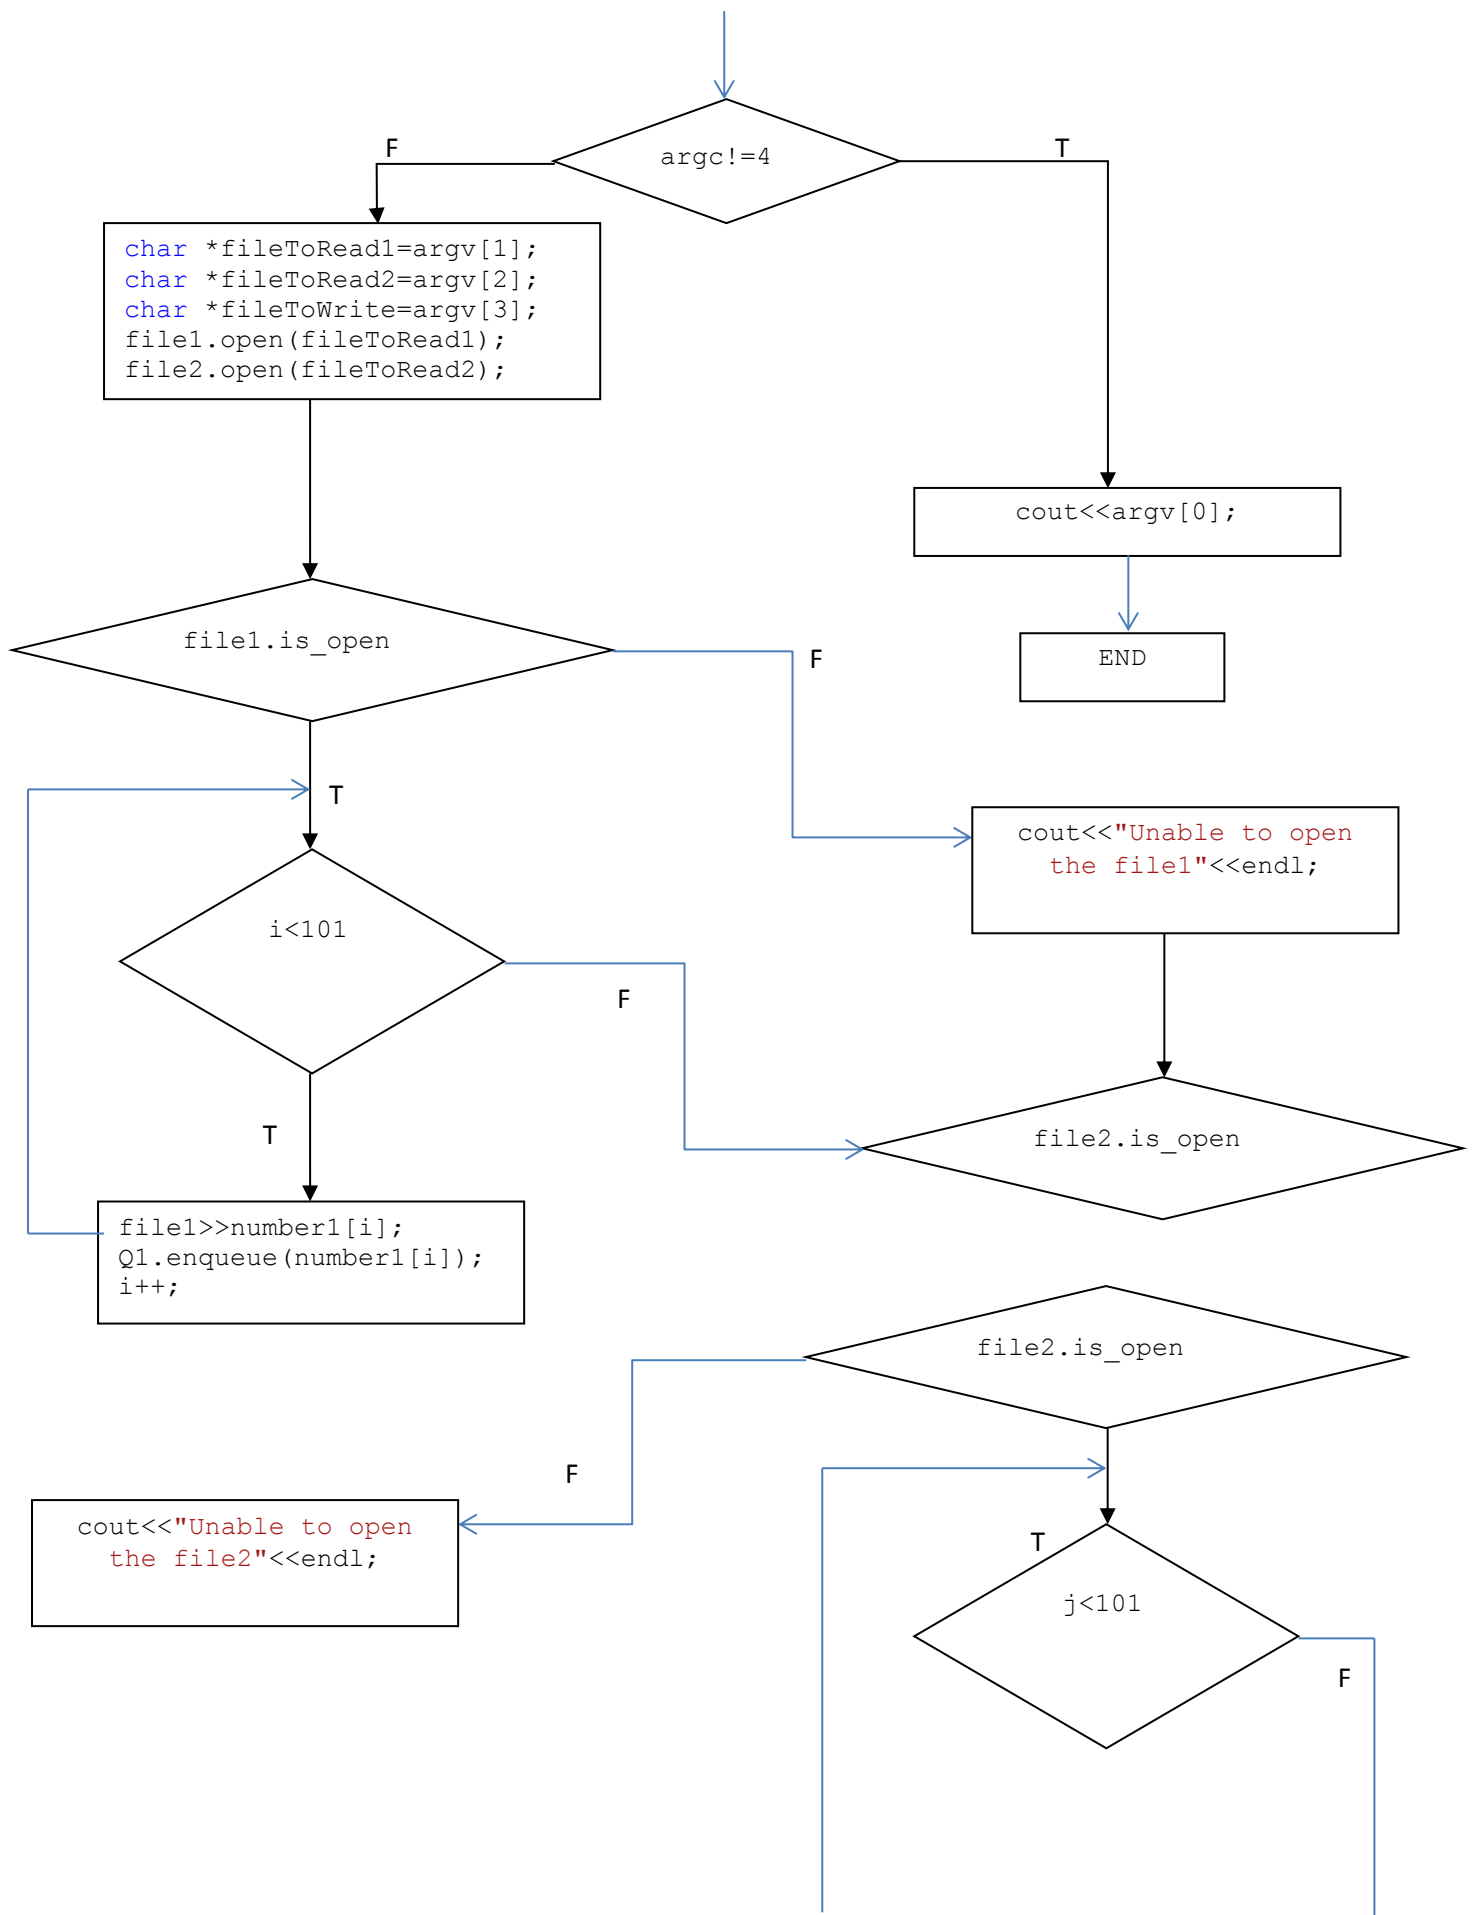 F
argc!=4
T
char *fileToRead1=argv[1];
char *fileToRead2=argv[2];
char *fileToWrite=argv[3];
file1.open(fileToRead1);
file2.open(fileToRead2);
cout<<argv[0];
END
file1.is_open
F
T
cout<<"Unable to open
the file1"<<endl;
i<101
F
T
file2.is_open
file1>>number1[i];
Q1.enqueue(number1[i]);
i++;
file2.is_open
F
cout<<"Unable to open
the file2"<<endl;
T
j<101
F